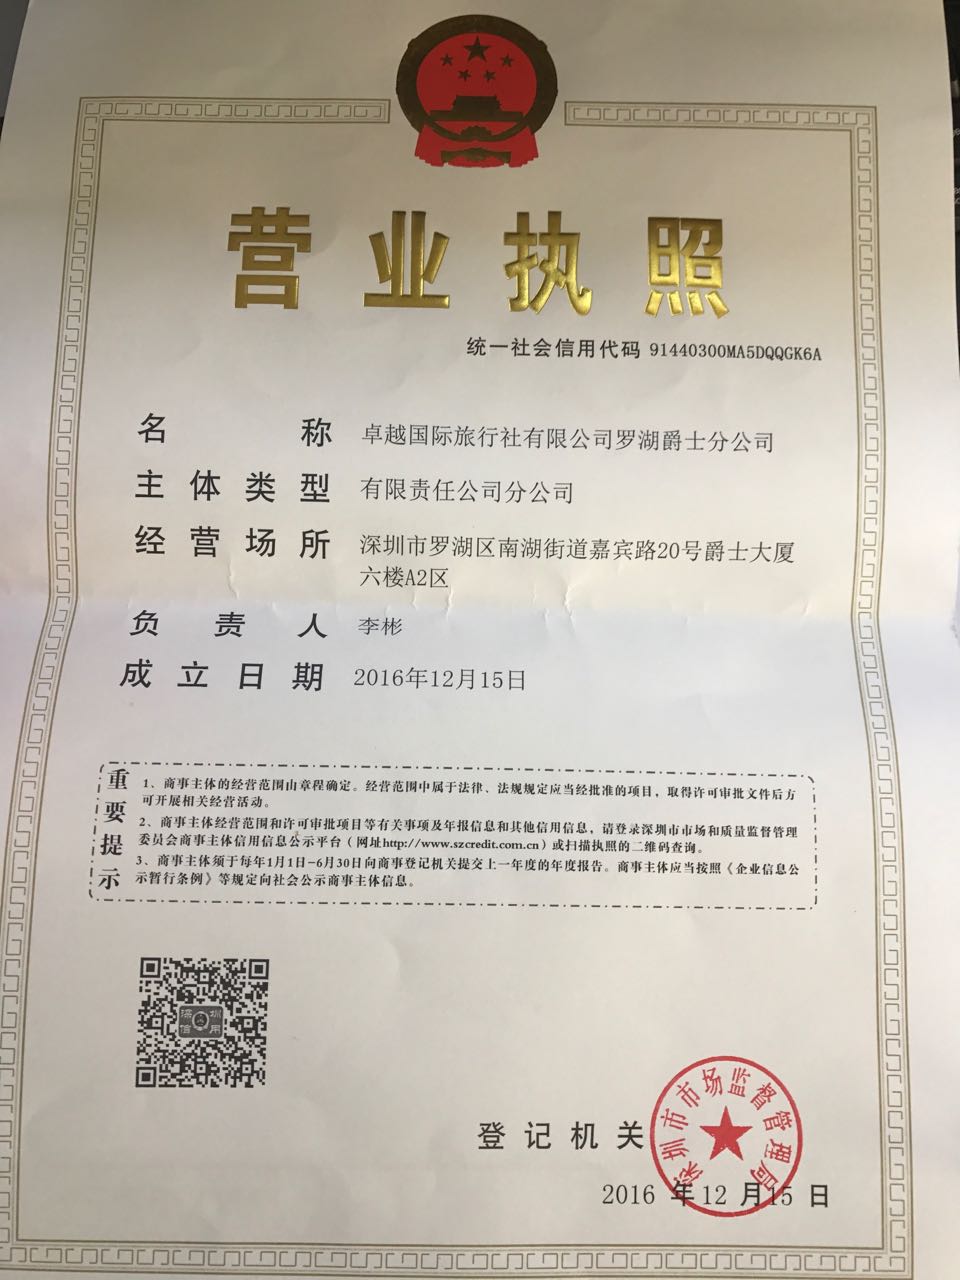 营业执照
统一社会信用代码 91440300MA5DQQGK6A
名称 卓越国际旅行社有限公司罗湖爵士分公司
主体类型 有限责任公司分公司
经营场所 深圳市罗湖区南湖街道嘉宾路20号爵士大厦
六楼A2区
负责人 李彬
成立日期 2016年12月15日
重要提示
1、商事主体的经营范围由章程确定。经营范围中属于法律、法规规定应当经批准的项目，取得许可审批文件后方
可开展相关经营活动。
2、商事主体经营范围和许可审批项目等有关事项及年报信息和其他信用信息，请登录深圳市市场和质量监督管理
委员会商事主体信用信息公示平台（网址http://www.szcredit.com.cn）或扫描执照的二维码查询。
3、商事主体须于每年1月1日-6月30日向商事登记机关提交上一年度的年度报告。商事主体应当按照《企业信息公
示暂行条例》等规定向社会公示商事主体信息。
深圳
信用
登记机关
深圳市市场监督管理局
2016 年 12 月 15 日